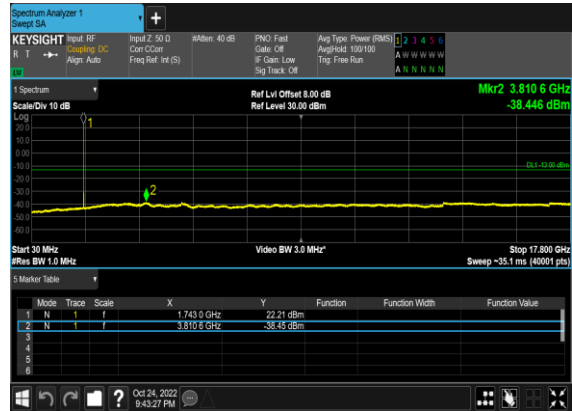 Spectrum Analyzer 1
Swept SA
+
KEYSIGHT Input: RF Input Z: 50 Ω #Atten: 40 dB PNO: Fast Avg Type: Power (RMS) 1 2 3 4 5 6
R T Coupling: DC Corr CCorr Gate: Off Avg|Hold: 100/100 A W W W W W
Align: Auto Freq Ref: Int (S) IF Gain: Low Trig: Free Run
Sig Track: Off A N N N N N
1 Spectrum Ref Lvl Offset 8.00 dB Mkr2 3.810 6 GHz
Scale/Div 10 dB Ref Level 30.00 dBm -38.446 dBm
Log
20.0
10.0
0.00
-10.0
-20.0
-30.0
-40.0
-50.0
-60.0
1
2
DL1 -13.00 dBm
Start 30 MHz Video BW 3.0 MHz* Stop 17.800 GHz
#Res BW 1.0 MHz Sweep ~35.1 ms (40001 pts)
5 Marker Table
Mode Trace Scale X Y Function Function Width Function Value
1 N 1 f 1.743 0 GHz 22.21 dBm
2 N 1 f 3.810 6 GHz -38.45 dBm
3
4
5
6
? Oct 24, 2022
9:43:27 PM